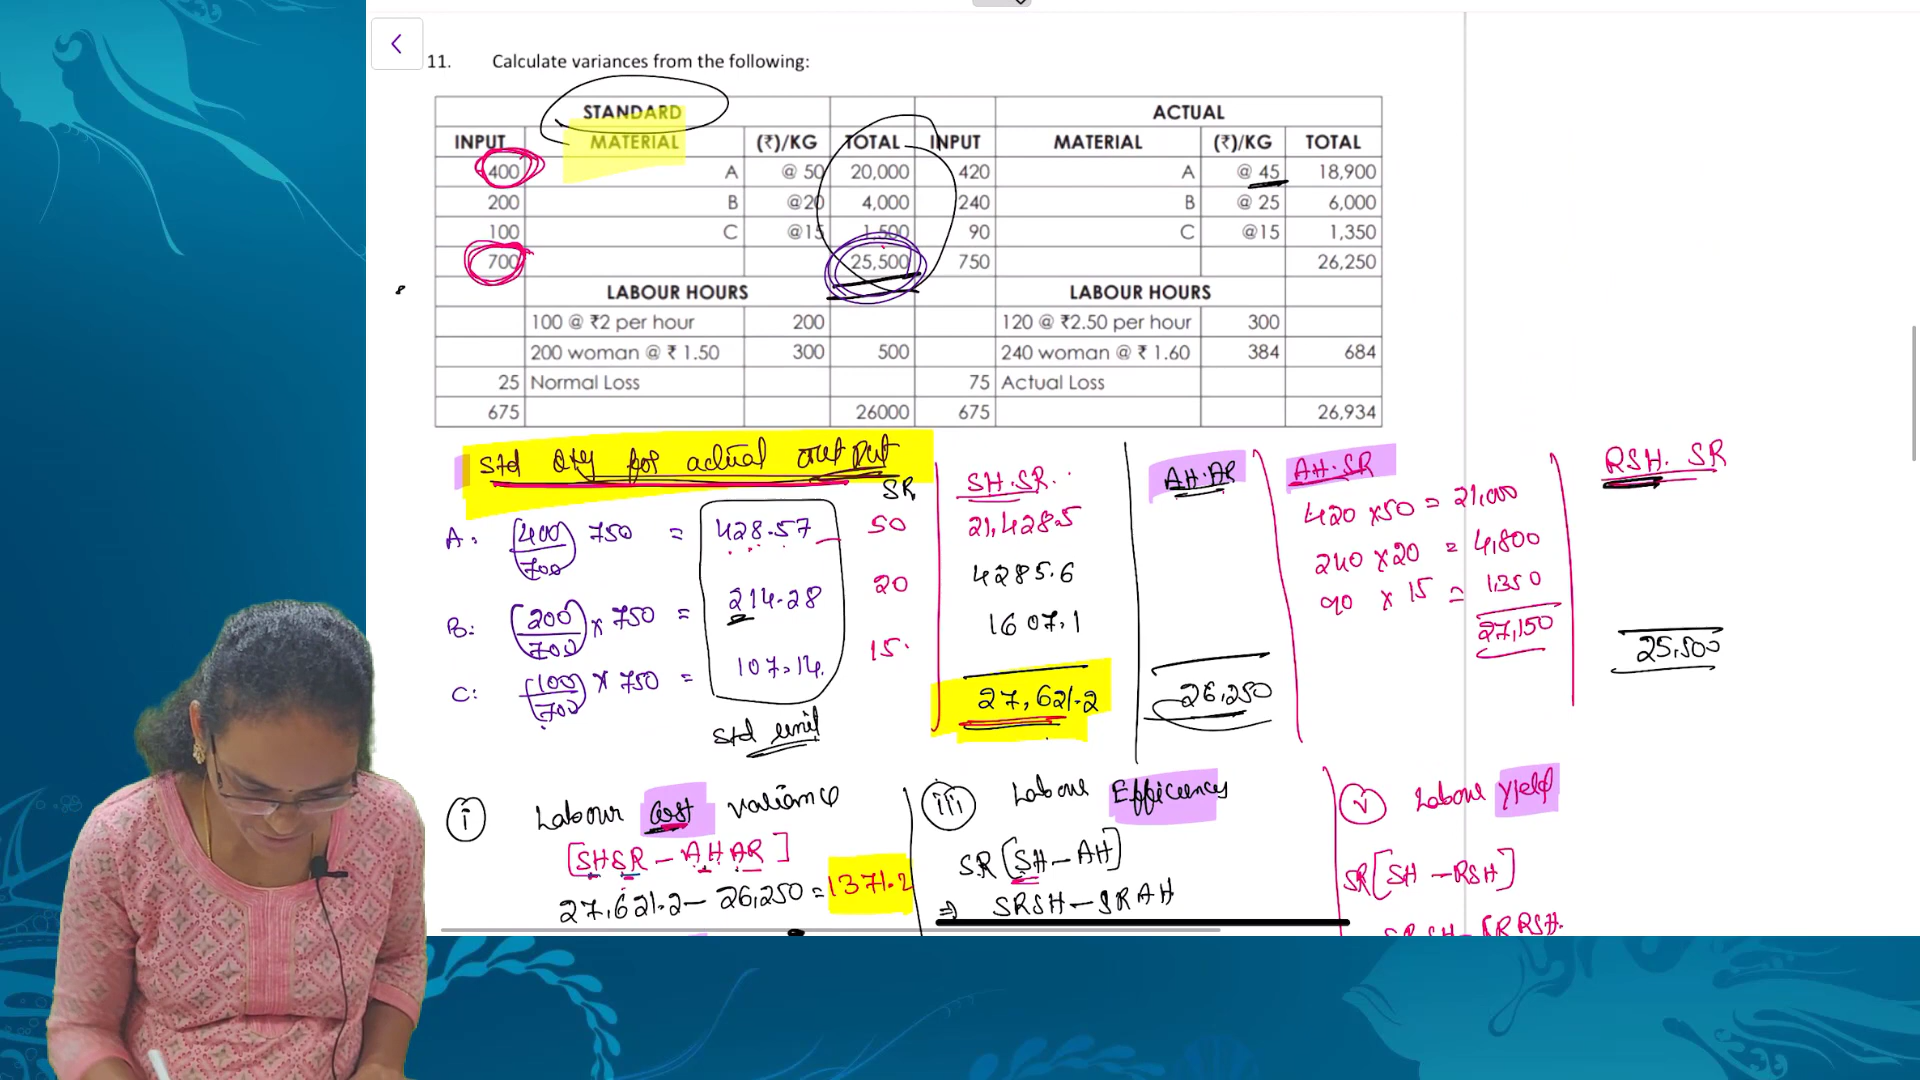 11. Calculate variances from the following:
STANDARD ACTUAL
INPUT MATERIAL (₹)/KG TOTAL INPUT MATERIAL (₹)/KG TOTAL
400 A @ 50 20,000 420 A @ 45 18,900
200 B @20 4,000 240 B @ 25 6,000
100 C @15 1,500 90 C @15 1,350
700 25,500 750 26,250
LABOUR HOURS LABOUR HOURS
100 @ ₹2 per hour 200 120 @ ₹2.50 per hour 300
200 woman @ ₹ 1.50 300 500 240 woman @ ₹ 1.60 384 684
25 Normal Loss 75 Actual Loss
675 26000 675 26,934
Std Qty for actual output
SR
A: (400/700) 750 = 428.57 50
B: (200/700) x 750 = 214.28 20
C: (100/700) x 750 = 107.14. 15.
Std unit
SH.SR.
21,428.5
4285.6
1607.1
27,621.2
AH.AR
26,250
AH.SR
420 x50 = 21,000
240 x20 = 4,800
90 x 15 = 1,350
27,150
RSH. SR
25,500
i Labour Cost variance
[SHSR – AHAR]
27,621.2 – 26,250 = 1371.2
iii Labour Efficiency
SR[SH – AH]
⇒ SRSH – SRAH
v Labour Yield
SR[SH – RSH]
SRSH – SRRSH.